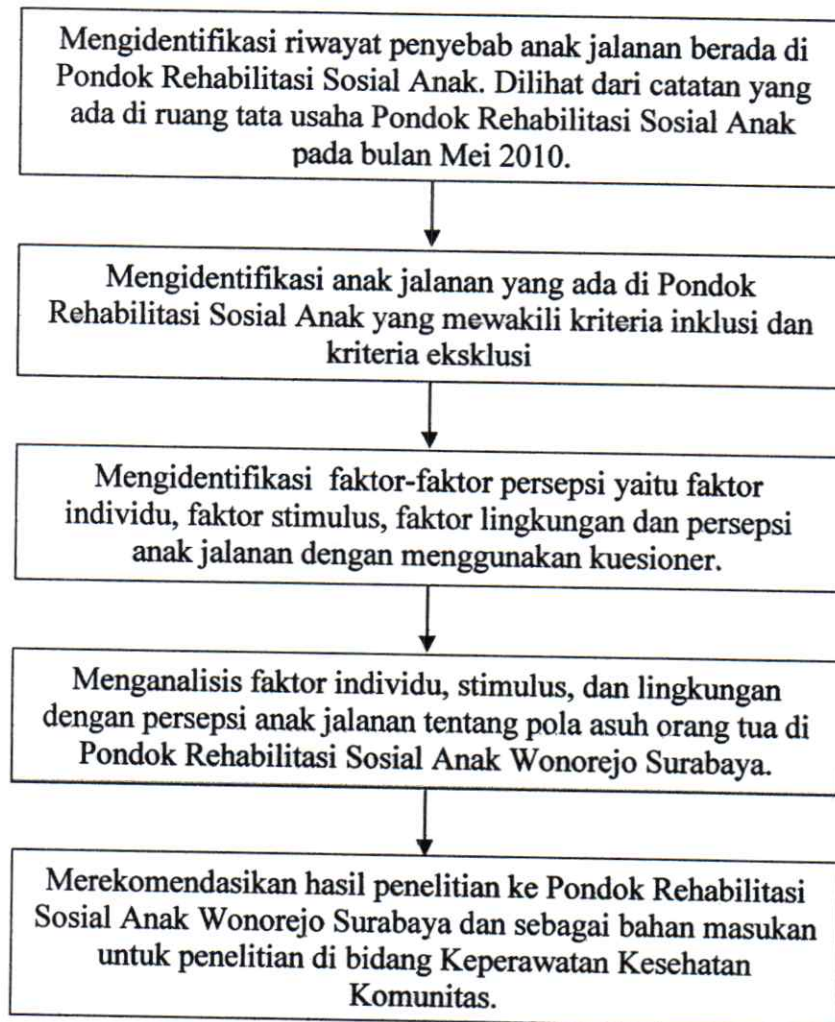 Mengidentifikasi riwayat penyebab anak jalanan berada di
Pondok Rehabilitasi Sosial Anak. Dilihat dari catatan yang
ada di ruang tata usaha Pondok Rehabilitasi Sosial Anak
pada bulan Mei 2010.
Mengidentifikasi anak jalanan yang ada di Pondok
Rehabilitasi Sosial Anak yang mewakili kriteria inklusi dan
kriteria eksklusi
Mengidentifikasi faktor-faktor persepsi yaitu faktor
individu, faktor stimulus, faktor lingkungan dan persepsi
anak jalanan dengan menggunakan kuesioner.
Menganalisis faktor individu, stimulus, dan lingkungan
dengan persepsi anak jalanan tentang pola asuh orang tua di
Pondok Rehabilitasi Sosial Anak Wonorejo Surabaya.
Merekomendasikan hasil penelitian ke Pondok Rehabilitasi
Sosial Anak Wonorejo Surabaya dan sebagai bahan masukan
untuk penelitian di bidang Keperawatan Kesehatan
Komunitas.